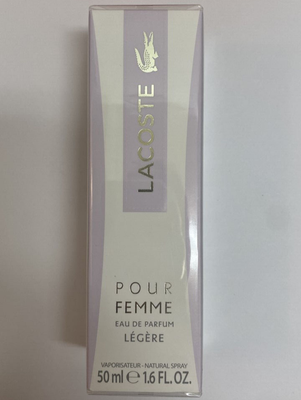 LACOSTE
POUR
FEMME
EAU DE PARFUM
LÉGÈRE
VAPORISATEUR - NATURAL SPRAY
50 ml ℮ 1.6 FL. OZ.